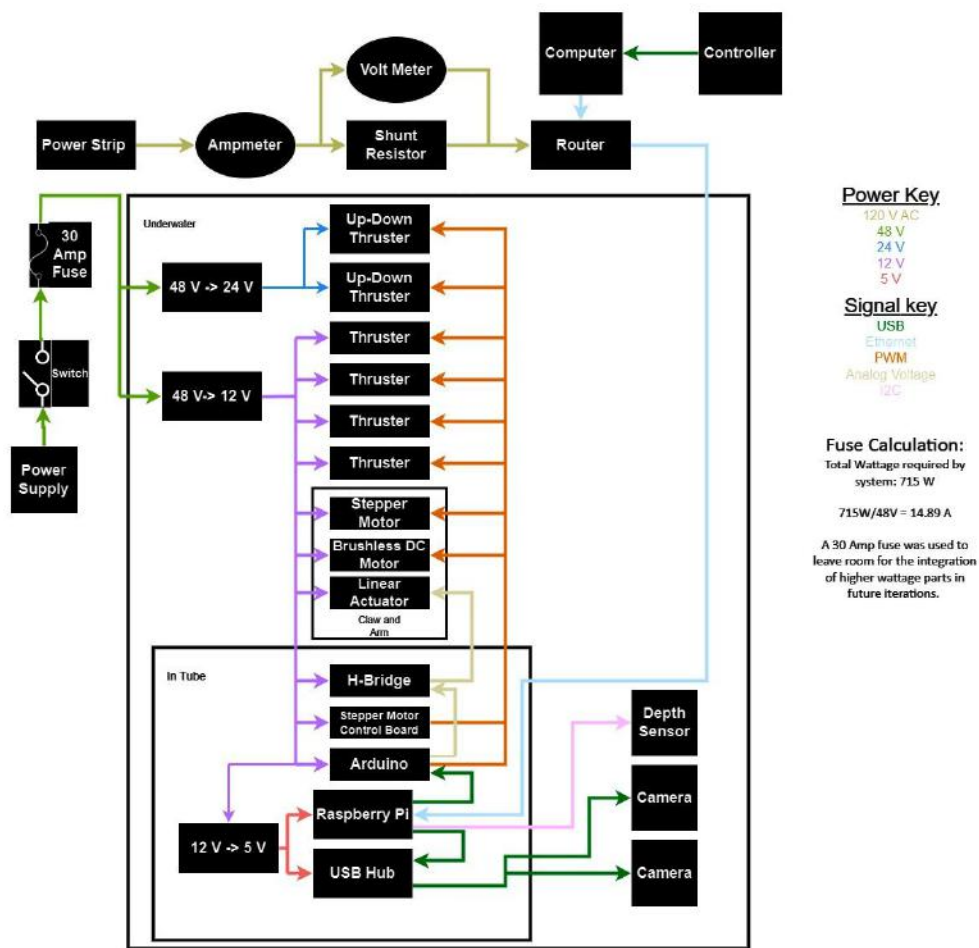 Computer
Controller
Volt Meter
Power Strip
Ampmeter
Shunt
Resistor
Router
Underwater
30
Amp
Fuse
Switch
Power
Supply
48 V -> 24 V
48 V-> 12 V
Up-Down
Thruster
Up-Down
Thruster
Thruster
Thruster
Thruster
Thruster
Stepper
Motor
Brushless DC
Motor
Linear
Actuator
Claw and
Arm
In Tube
H-Bridge
Stepper Motor
Control Board
Arduino
Raspberry Pi
USB Hub
12 V -> 5 V
Depth
Sensor
Camera
Camera
Power Key
120 V AC
48 V
24 V
12 V
5 V
Signal key
USB
Ethernet
PWM
Analog Voltage
I2C
Fuse Calculation:
Total Wattage required by
system: 715 W
715W/48V = 14.89 A
A 30 Amp fuse was used to
leave room for the integration
of higher wattage parts in
future iterations.